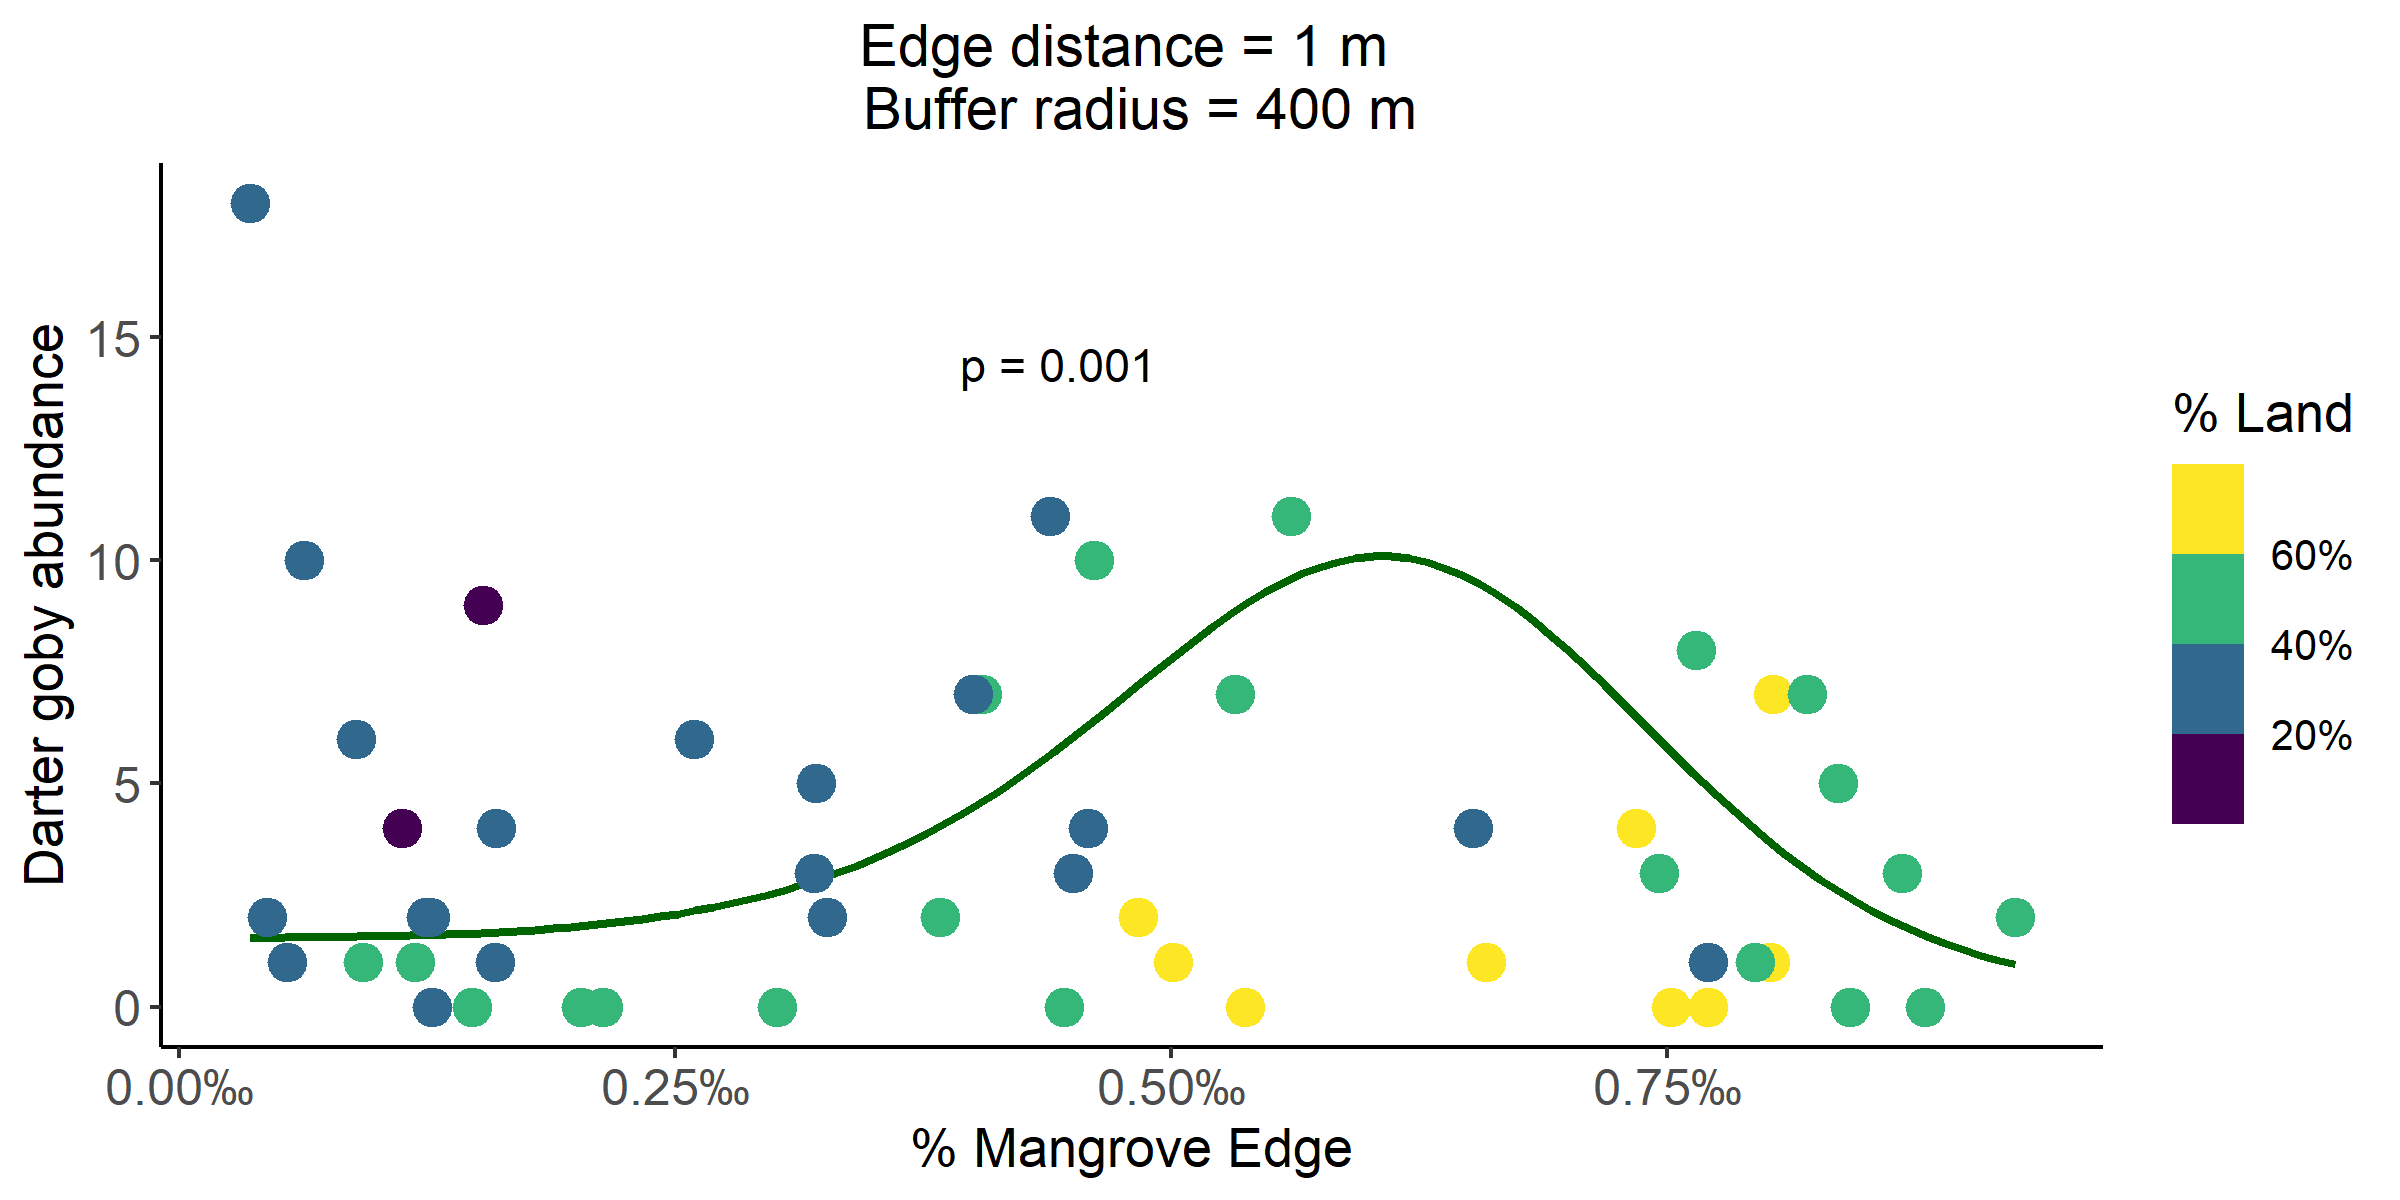 Edge distance = 1 m
Buffer radius = 400 m
Darter goby abundance
15
10
5
0
p = 0.001
0.00‰
0.25‰
0.50‰
0.75‰
% Mangrove Edge
% Land
60%
40%
20%